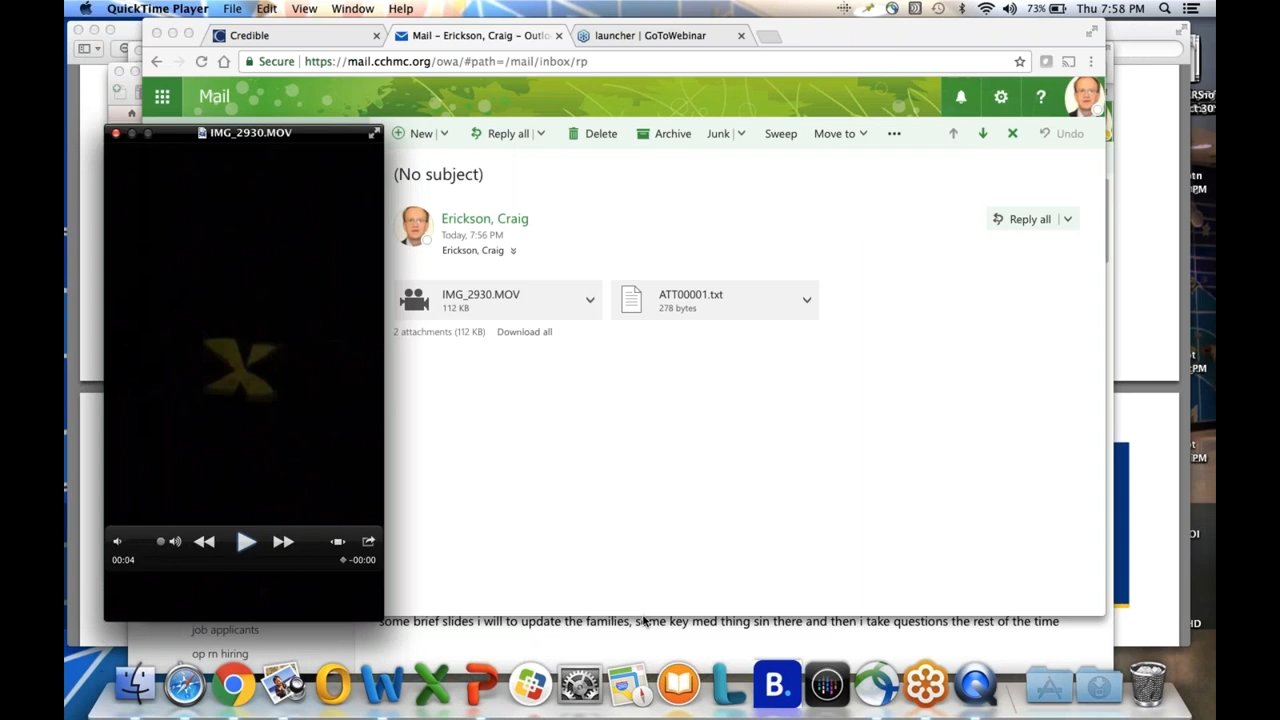 QuickTime Player File Edit View Window Help 73% Thu 7:58 PM
Credible
Mail – Erickson, Craig – Outlo
launcher | GoToWebinar
Secure https://mail.cchmc.org/owa/#path=/mail/inbox/rp
Mail
?
IMG_2930.MOV
New Reply all Delete Archive Junk Sweep Move to ••• Undo
(No subject)
Erickson, Craig
Today, 7:56 PM
Erickson, Craig
Reply all
IMG_2930.MOV
112 KB
ATT00001.txt
278 bytes
2 attachments (112 KB) Download all
X
00:04 -00:00
some brief slides i will to update the families, some key med thing sin there and then i take questions the rest of the time
job applicants
op m hiring
O W X P L B.